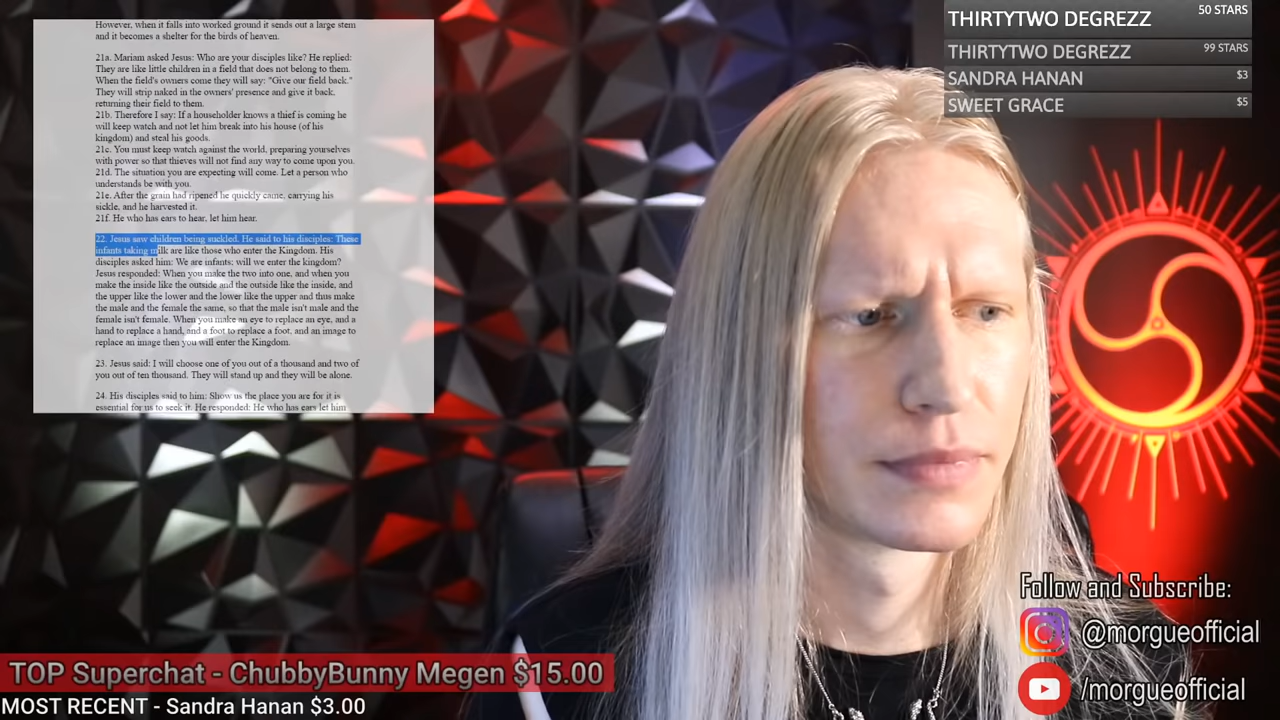 However, when it falls into worked ground it sends out a large stem
and it becomes a shelter for the birds of heaven.
21a. Mariam asked Jesus: Who are your disciples like? He replied:
They are like little children in a field that does not belong to them.
When the field's owners come they will say: "Give our field back."
They will strip naked in the owners' presence and give it back,
returning their field to them.
21b. Therefore I say: If a householder knows a thief is coming he
will keep watch and not let him break into his house (of his
kingdom) and steal his goods.
21c. You must keep watch against the world, preparing yourselves
with power so that thieves will not find any way to come upon you.
21d. The situation you are expecting will come. Let a person who
understands be with you.
21e. After the grain had ripened he quickly came, carrying his
sickle, and he harvested it.
21f. He who has ears to hear, let him hear.
22. Jesus saw children being suckled. He said to his disciples: These
infants taking milk are like those who enter the Kingdom. His
disciples asked him: We are infants; will we enter the kingdom?
Jesus responded: When you make the two into one, and when you
make the inside like the outside and the outside like the inside, and
the upper like the lower and the lower like the upper and thus make
the male and the female the same, so that the male isn't male and the
female isn't female. When you make an eye to replace an eye, and a
hand to replace a hand, and a foot to replace a foot, and an image to
replace an image then you will enter the Kingdom.
23. Jesus said: I will choose one of you out of a thousand and two of
you out of ten thousand. They will stand up and they will be alone.
24. His disciples said to him: Show us the place you are for it is
essential for us to seek it. He responded: He who has ears let him
THIRTYTWO DEGREZZ 50 STARS
THIRTYTWO DEGREZZ 99 STARS
SANDRA HANAN $3
SWEET GRACE $5
Follow and Subscribe:
@morgueofficial
/morgueofficial
TOP Superchat - ChubbyBunny Megen $15.00
MOST RECENT - Sandra Hanan $3.00